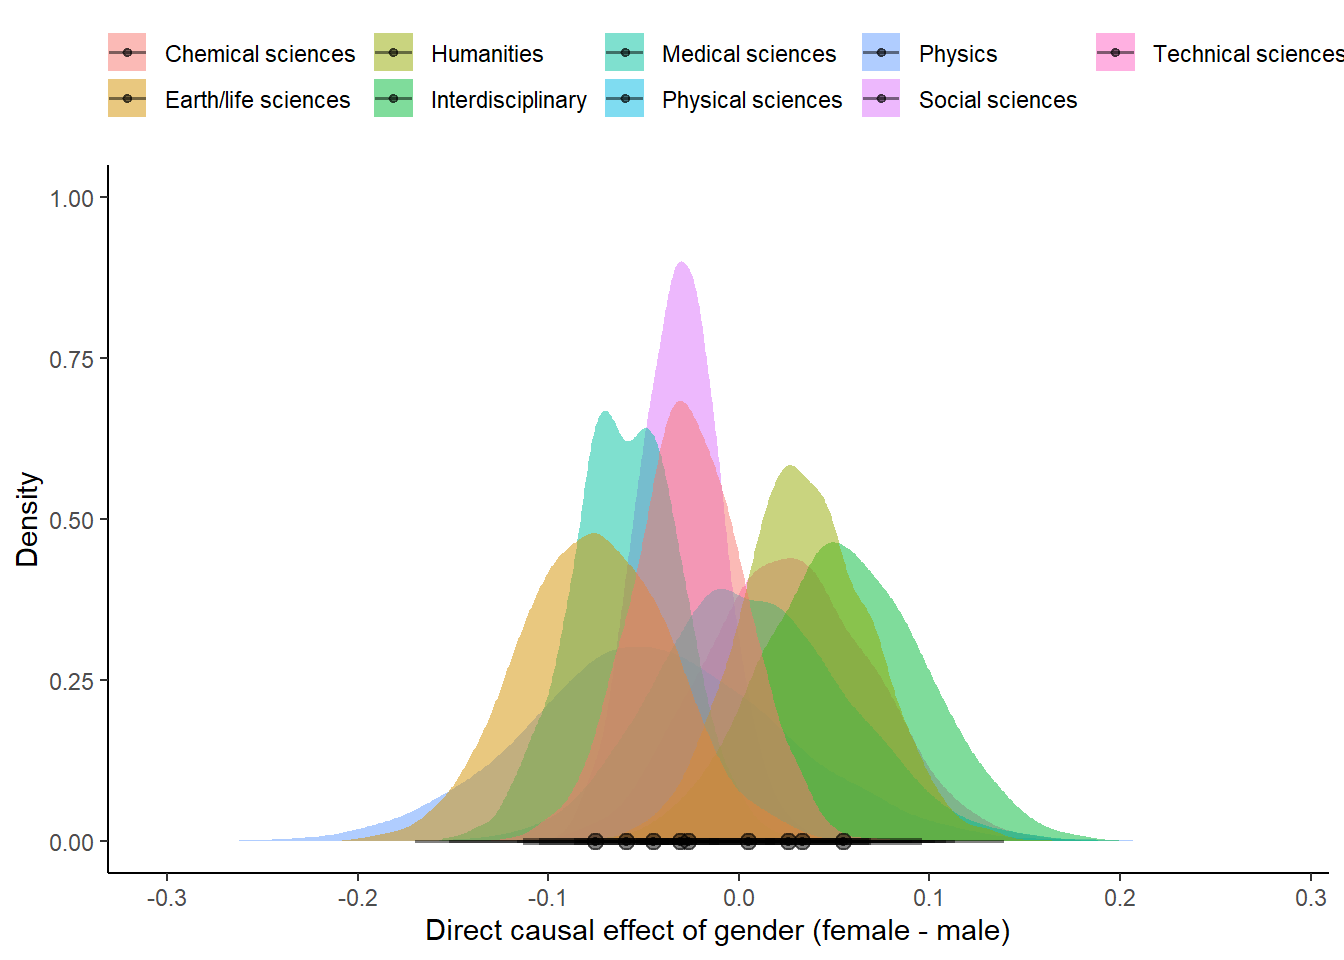 Chemical sciences Humanities Medical sciences Physics Technical sciences
Earth/life sciences Interdisciplinary Physical sciences Social sciences
1.00
0.75
0.50
0.25
0.00
Density
-0.3 -0.2 -0.1 0.0 0.1 0.2 0.3
Direct causal effect of gender (female - male)